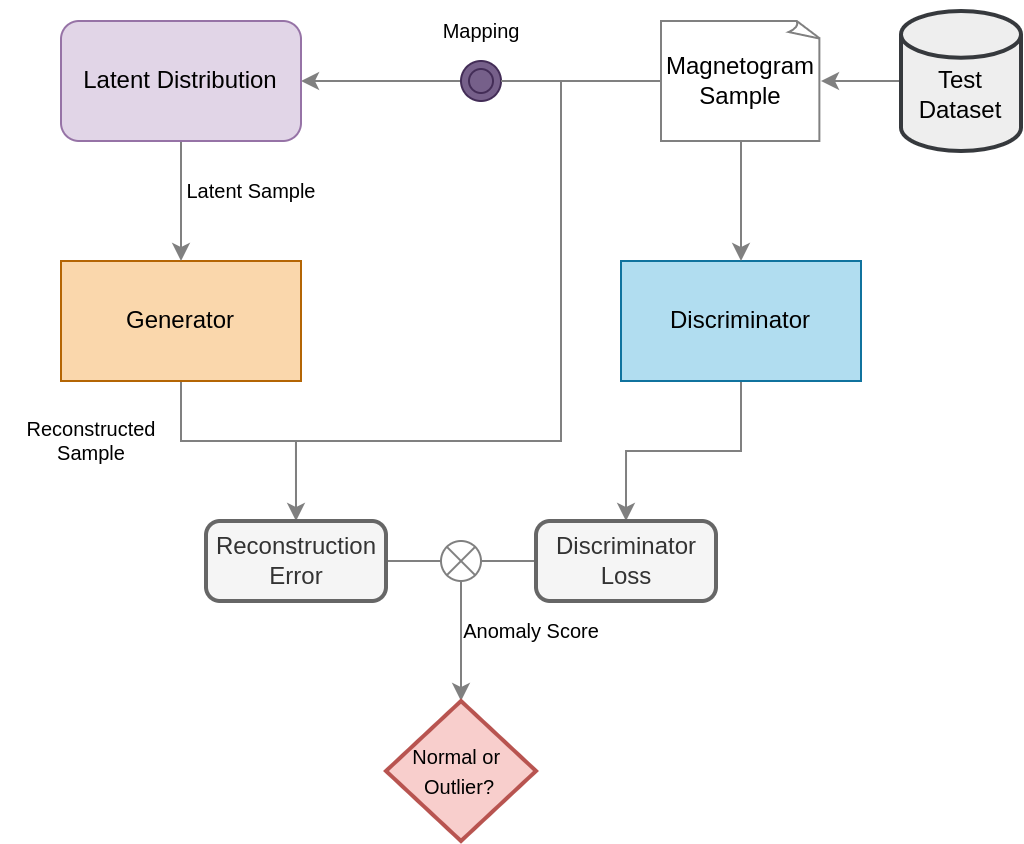 Mapping
Latent Distribution
Magnetogram
Sample
Test
Dataset
Latent Sample
Generator
Discriminator
Reconstructed
Sample
Reconstruction
Error
Discriminator
Loss
Anomaly Score
Normal or
Outlier?